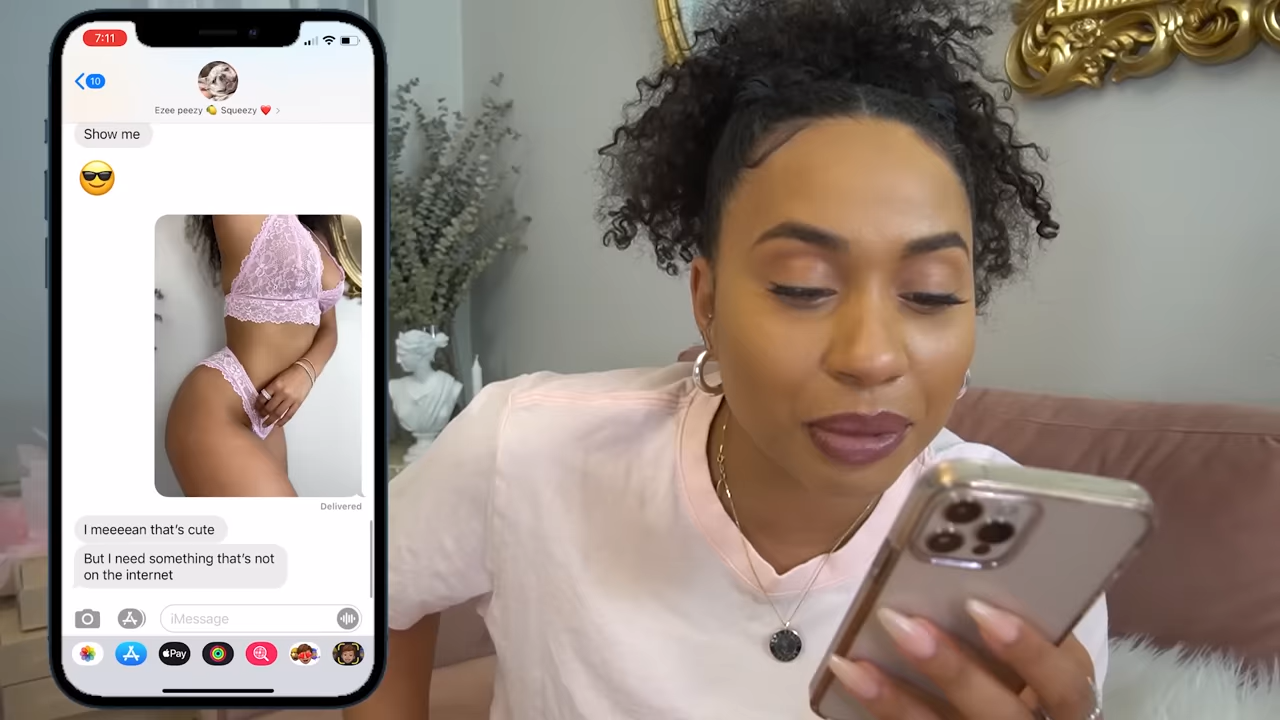 7:11
10
Ezee peezy 🍋 Squeezy ❤️ >
Show me
😎
Delivered
I meeeean that's cute
But I need something that's not
on the internet
iMessage
Pay